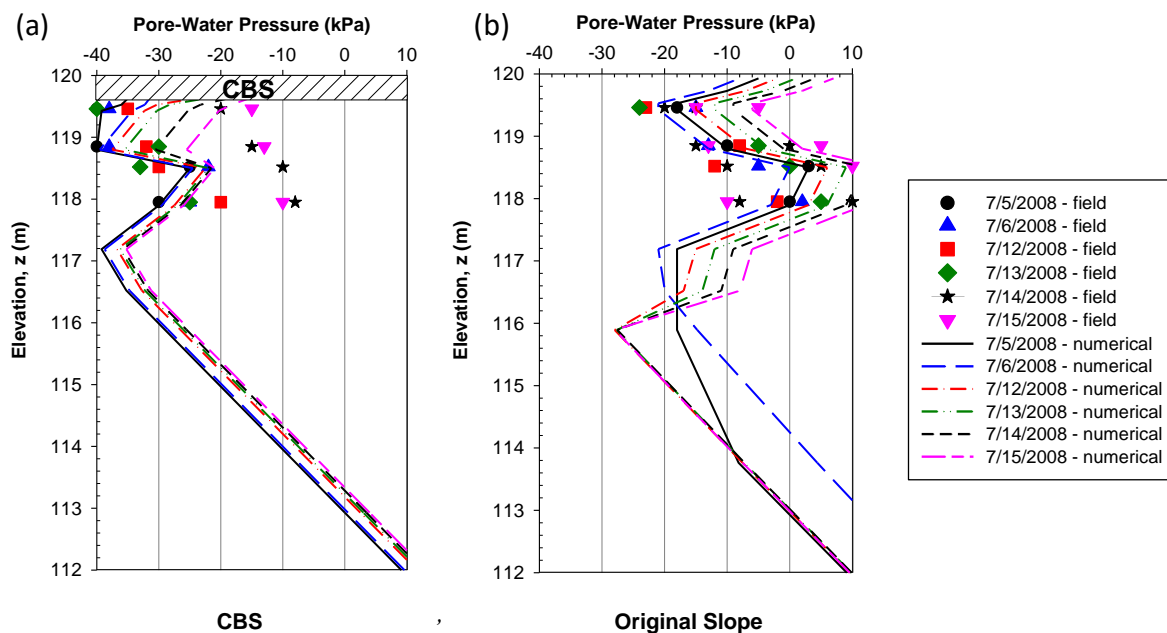 (a)
Pore-Water Pressure (kPa)
-40 -30 -20 -10 0 10
CBS
Elevation, z (m)
120
119
118
117
116
115
114
113
112
CBS
,
(b)
Pore-Water Pressure (kPa)
-40 -30 -20 -10 0 10
Elevation, z (m)
120
119
118
117
116
115
114
113
112
Original Slope
7/5/2008 - field
7/6/2008 - field
7/12/2008 - field
7/13/2008 - field
7/14/2008 - field
7/15/2008 - field
7/5/2008 - numerical
7/6/2008 - numerical
7/12/2008 - numerical
7/13/2008 - numerical
7/14/2008 - numerical
7/15/2008 - numerical